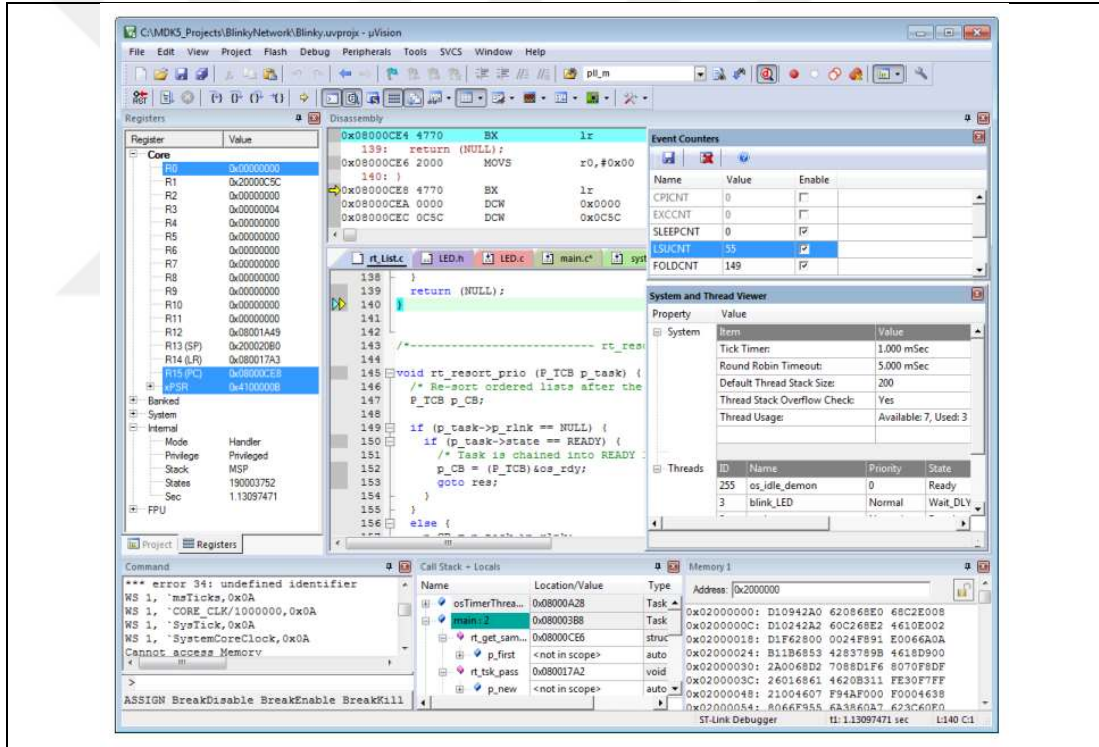 C:\MDK5_Projects\BlinkyNetwork\Blinky.uvprojx - µVision
File Edit View Project Flash Debug Peripherals Tools SVCS Window Help
pll_m
Registers
Register Value
Core
R0 0x00000000
R1 0x20000C5C
R2 0x00000000
R3 0x00000004
R4 0x00000000
R5 0x00000000
R6 0x00000000
R7 0x00000000
R8 0x00000000
R9 0x00000000
R10 0x00000000
R11 0x00000000
R12 0x08001A49
R13 (SP) 0x200020B0
R14 (LR) 0x080017A3
R15 (PC) 0x08000CE8
xPSR 0x4100000B
Banked
System
Internal
Mode Handler
Privilege Privileged
Stack MSP
States 190003752
Sec 1.13097471
FPU
Project Registers
Disassembly
0x08000CE4 4770 BX lr
139: return (NULL);
0x08000CE6 2000 MOVS r0,#0x00
140: }
0x08000CE8 4770 BX lr
0x08000CEA 0000 DCW 0x0000
0x08000CEC 0C5C DCW 0x0C5C
rt_List.c LED.h LED.c main.c* syst
138 }
139 return (NULL);
140 }
141
142
143 /*--------------------------- rt_res
144
145 void rt_resort_prio (P_TCB p_task) {
146 /* Re-sort ordered lists after the
147 P_TCB p_CB;
148
149 if (p_task->p_rlnk == NULL) {
150 if (p_task->state == READY) {
151 /* Task is chained into READY
152 p_CB = (P_TCB)&os_rdy;
153 goto res;
154 }
155 }
156 else {
Event Counters
Name Value Enable
CPICNT 0
EXCCNT 0
SLEEPCNT 0
LSUCNT 55
FOLDCNT 149
System and Thread Viewer
Property Value
System Item Value
Tick Timer: 1.000 mSec
Round Robin Timeout: 5.000 mSec
Default Thread Stack Size: 200
Thread Stack Overflow Check: Yes
Thread Usage: Available: 7, Used: 3
Threads ID Name Priority State
255 os_idle_demon 0 Ready
3 blink_LED Normal Wait_DLY
Command
*** error 34: undefined identifier
WS 1, `msTicks,0x0A
WS 1, `CORE_CLK/1000000,0x0A
WS 1, `SysTick,0x0A
WS 1, `SystemCoreClock,0x0A
Cannot access Memory
>
ASSIGN BreakDisable BreakEnable BreakKill
Call Stack + Locals
Name Location/Value Type
osTimerThrea... 0x08000A28 Task
main : 2 0x080003B8 Task
rt_get_sam... 0x08000CE6 struc
p_first <not in scope> auto
rt_tsk_pass 0x080017A2 void
p_new <not in scope> auto
Memory 1
Address: 0x2000000
0x02000000: D10942A0 620868E0 68C2E008
0x0200000C: D10242A2 60C268E2 4610E002
0x02000018: D1F62800 0024F891 E0066A0A
0x02000024: B11B6853 4283789B 4618D900
0x02000030: 2A0068D2 7088D1F6 8070F8DF
0x0200003C: 26016861 4620B311 FE30F7FF
0x02000048: 21004607 F94AF000 F0004638
0x02000054: 8066F955 6A3860A7 623C60E0
ST-Link Debugger t1: 1.13097471 sec L:140 C:1